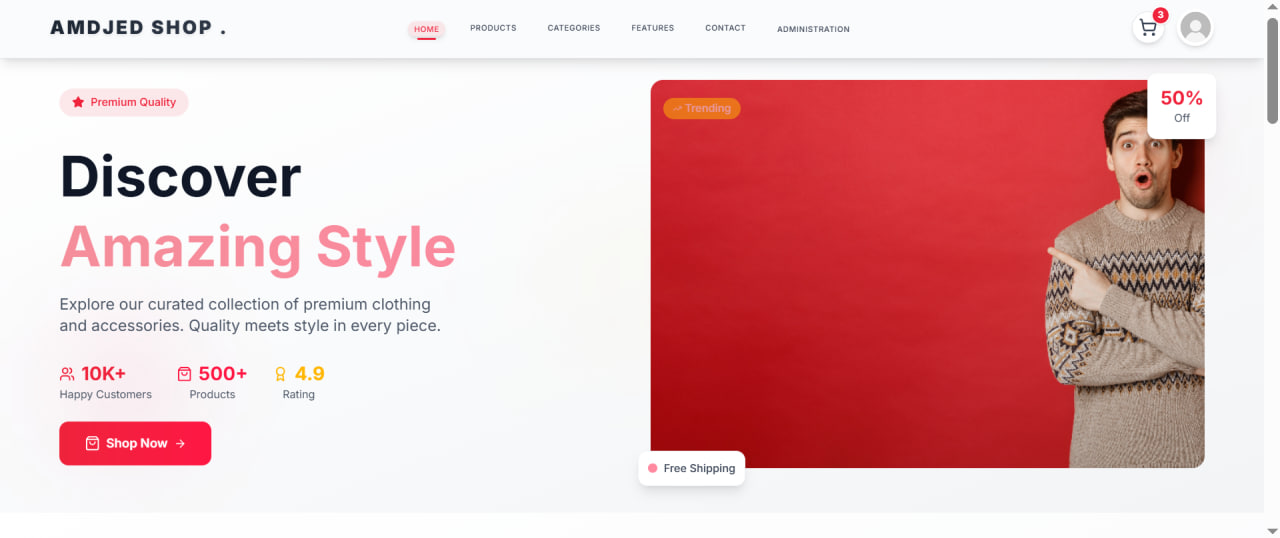 AMDJED SHOP .
HOME
PRODUCTS
CATEGORIES
FEATURES
CONTACT
ADMINISTRATION
3
Premium Quality
Discover
Amazing Style
Explore our curated collection of premium clothing
and accessories. Quality meets style in every piece.
10K+
Happy Customers
500+
Products
4.9
Rating
Shop Now
Trending
50%
Off
Free Shipping